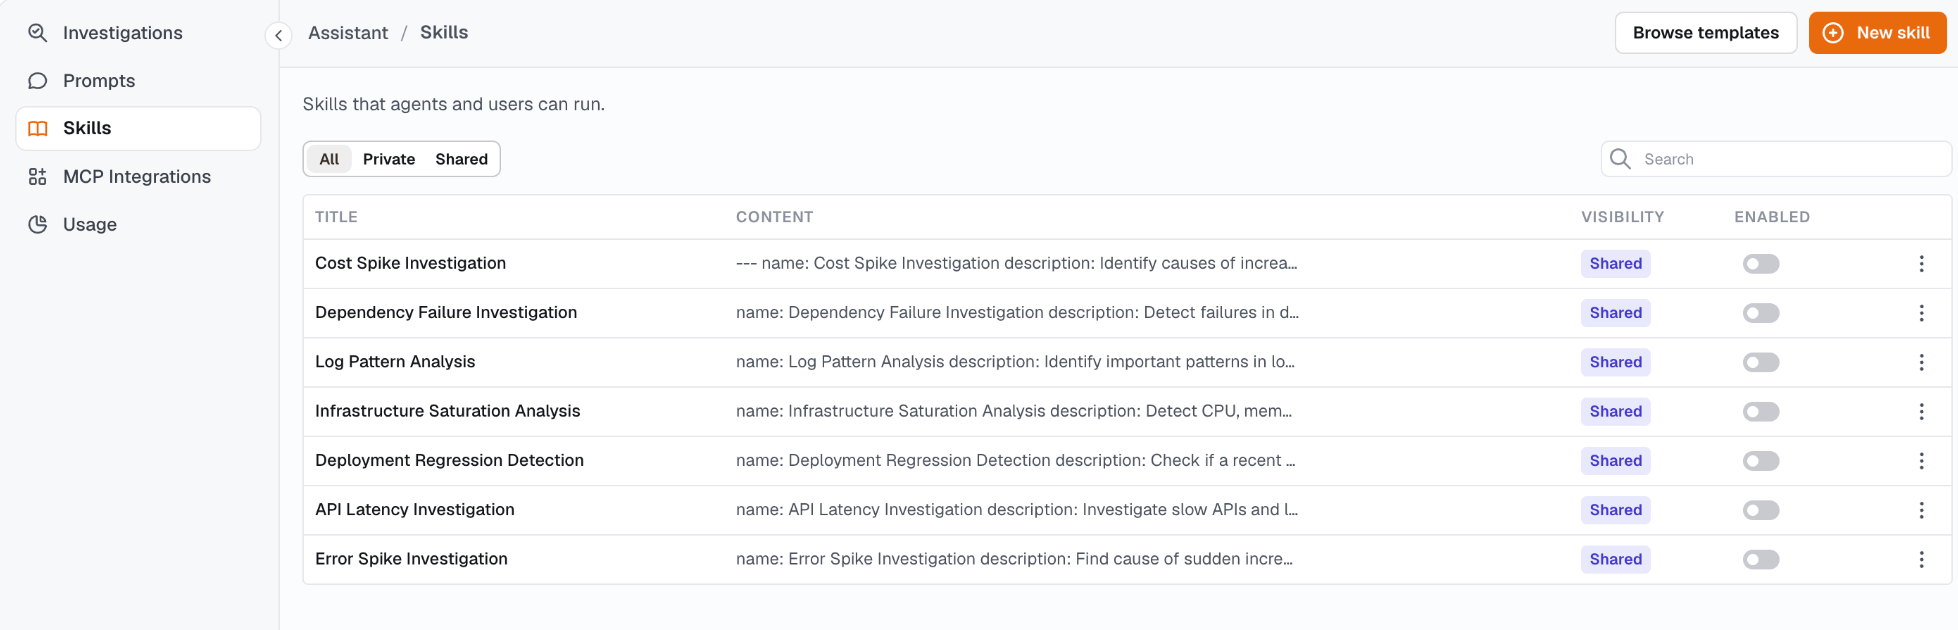 Investigations
Prompts
Skills
MCP Integrations
Usage
Assistant / Skills
Browse templates
New skill
Skills that agents and users can run.
All Private Shared
Search
TITLE CONTENT VISIBILITY ENABLED
Cost Spike Investigation --- name: Cost Spike Investigation description: Identify causes of increa... Shared
Dependency Failure Investigation name: Dependency Failure Investigation description: Detect failures in d... Shared
Log Pattern Analysis name: Log Pattern Analysis description: Identify important patterns in lo... Shared
Infrastructure Saturation Analysis name: Infrastructure Saturation Analysis description: Detect CPU, mem... Shared
Deployment Regression Detection name: Deployment Regression Detection description: Check if a recent ... Shared
API Latency Investigation name: API Latency Investigation description: Investigate slow APIs and l... Shared
Error Spike Investigation name: Error Spike Investigation description: Find cause of sudden incre... Shared